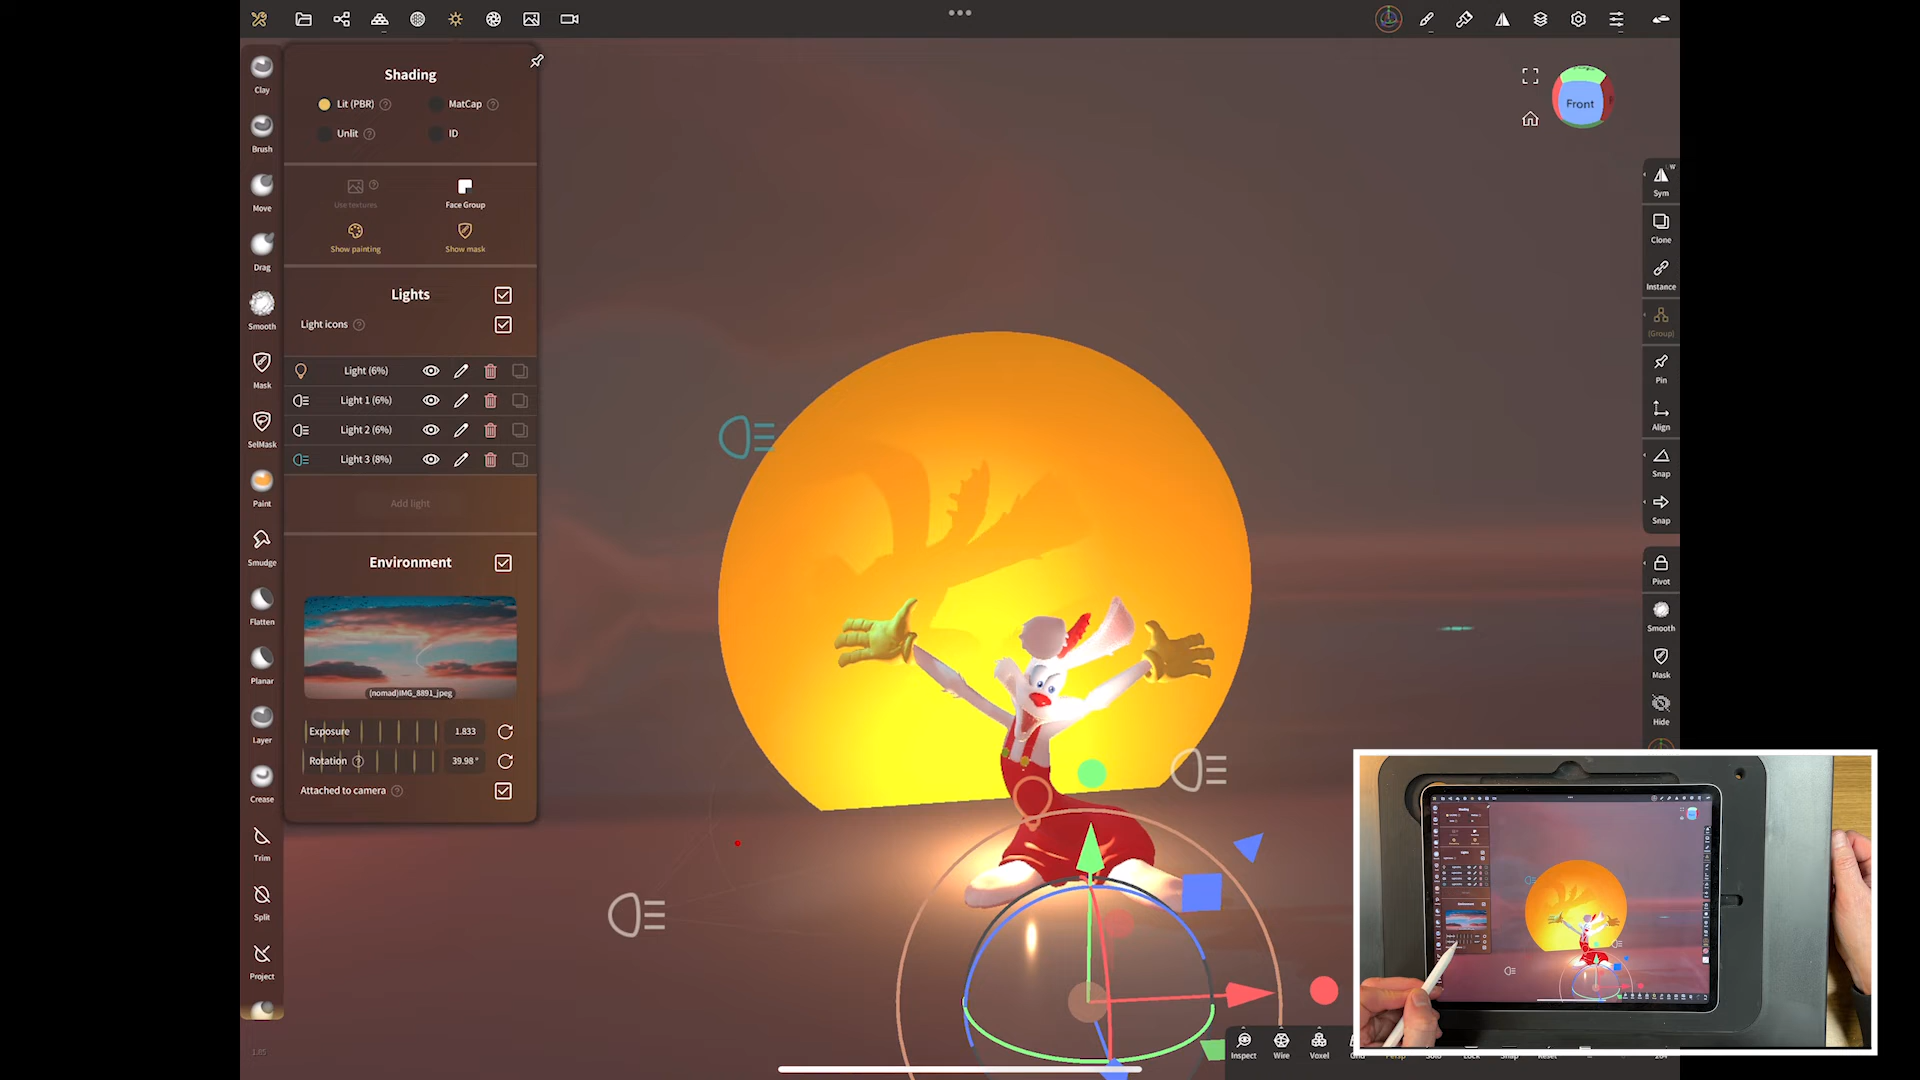 Clay
Brush
Move
Drag
Smooth
Mask
SelMask
Paint
Smudge
Flatten
Planar
Layer
Crease
Trim
Split
Project
1.85
Shading
Lit (PBR) ?
MatCap ?
Unlit ?
ID
Use textures ?
Face Group
Show painting
Show mask
Lights
Light icons ?
Light (6%)
Light 1 (6%)
Light 2 (6%)
Light 3 (8%)
Add light
Environment
(nomad)IMG_8891_jpeg
Exposure 1.833
Rotation ? 39.98 °
Attached to camera ?
Front
W
Sym
Clone
Instance
(Group)
Pin
Align
Snap
Snap
Pivot
Smooth
Mask
Hide
Inspect
Wire
Voxel